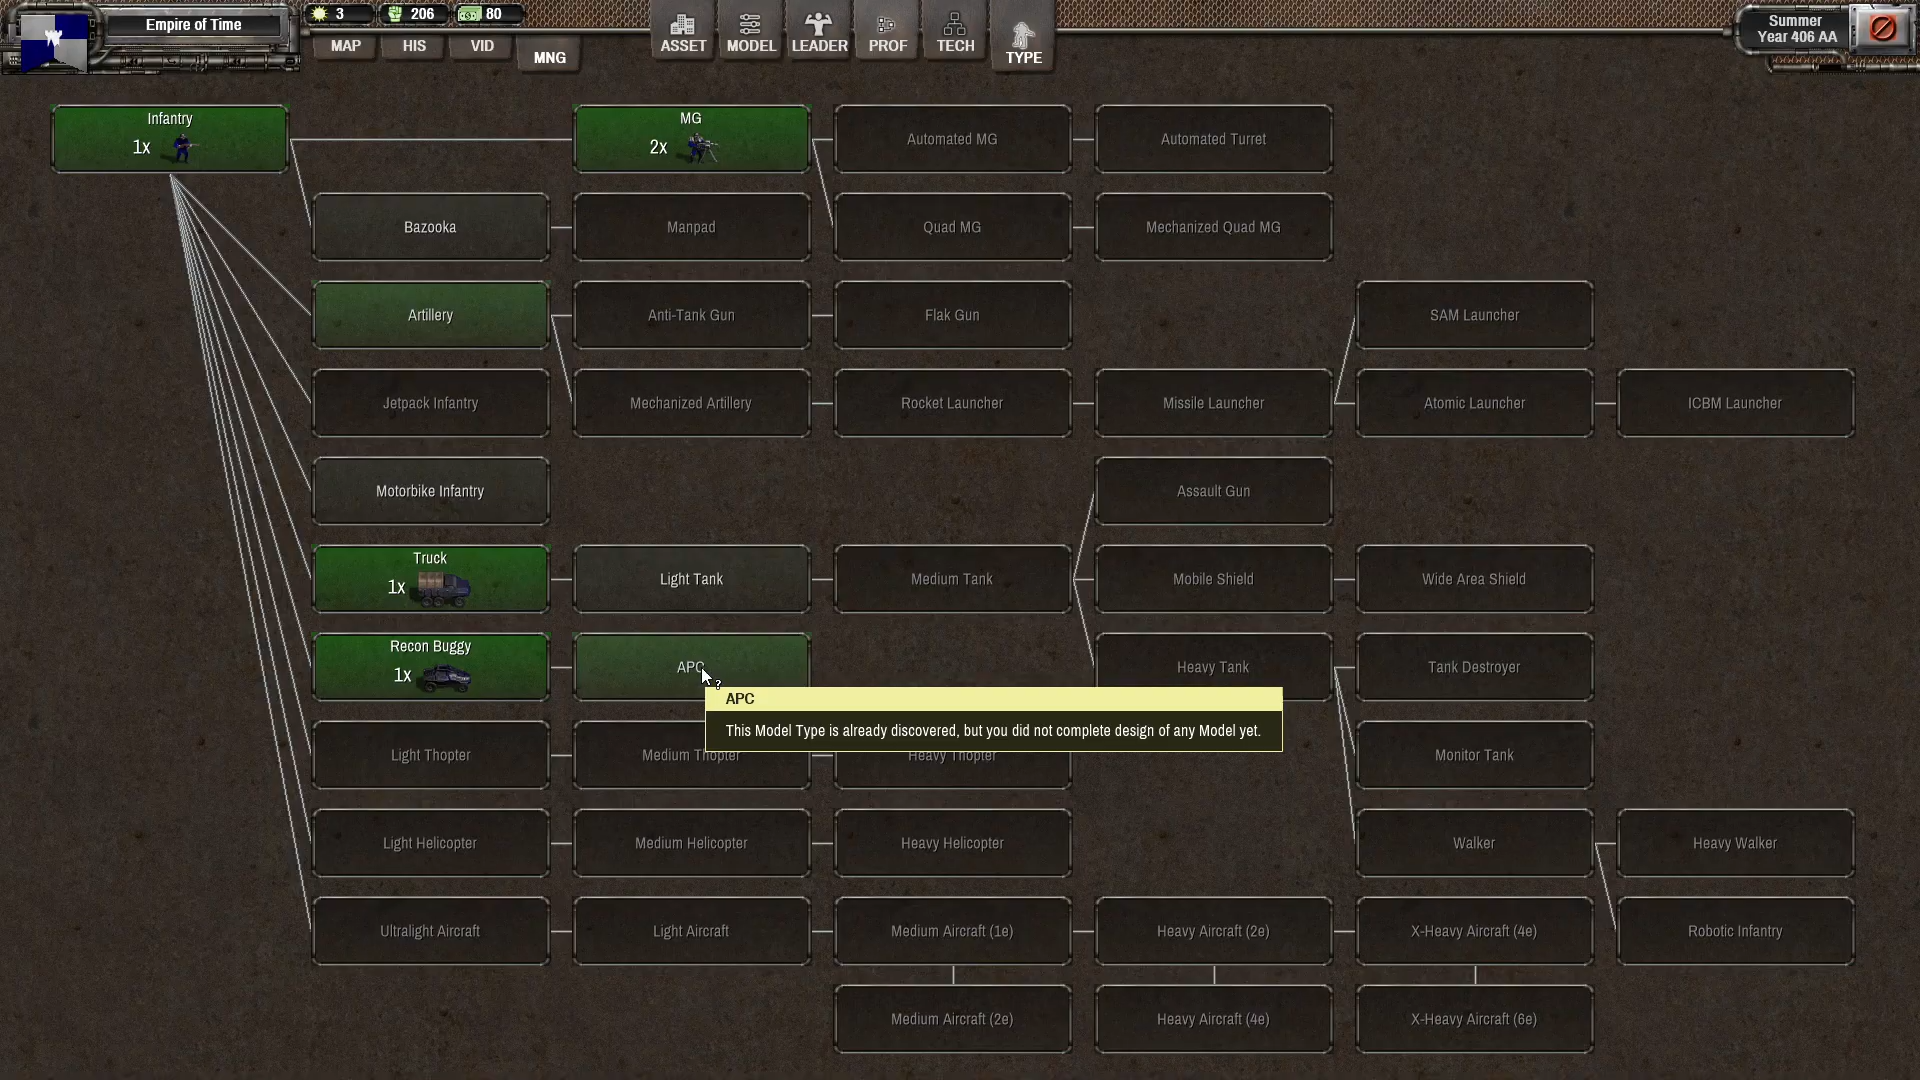 Empire of Time
3
206
80
MAP
HIS
VID
MNG
ASSET
MODEL
LEADER
PROF
TECH
TYPE
Summer
Year 406 AA
Infantry
1x
MG
2x
Automated MG
Automated Turret
Bazooka
Manpad
Quad MG
Mechanized Quad MG
Artillery
Anti-Tank Gun
Flak Gun
SAM Launcher
Jetpack Infantry
Mechanized Artillery
Rocket Launcher
Missile Launcher
Atomic Launcher
ICBM Launcher
Motorbike Infantry
Assault Gun
Truck
1x
Light Tank
Medium Tank
Mobile Shield
Wide Area Shield
Recon Buggy
1x
APC
Heavy Tank
Tank Destroyer
APC
This Model Type is already discovered, but you did not complete design of any Model yet.
Light Thopter
Medium Thopter
Heavy Thopter
Monitor Tank
Light Helicopter
Medium Helicopter
Heavy Helicopter
Walker
Heavy Walker
Ultralight Aircraft
Light Aircraft
Medium Aircraft (1e)
Heavy Aircraft (2e)
X-Heavy Aircraft (4e)
Robotic Infantry
Medium Aircraft (2e)
Heavy Aircraft (4e)
X-Heavy Aircraft (6e)